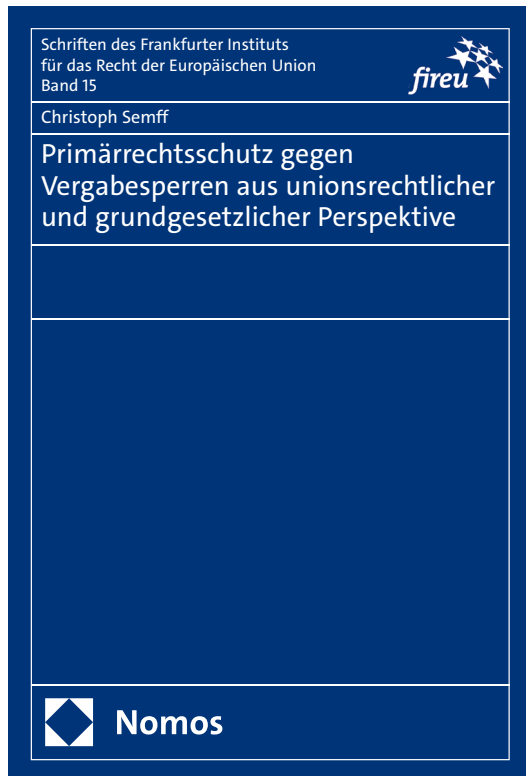 Schriften des Frankfurter Instituts
für das Recht der Europäischen Union
Band 15
fireu
Christoph Semff
Primärrechtsschutz gegen
Vergabesperren aus unionsrechtlicher
und grundgesetzlicher Perspektive
Nomos